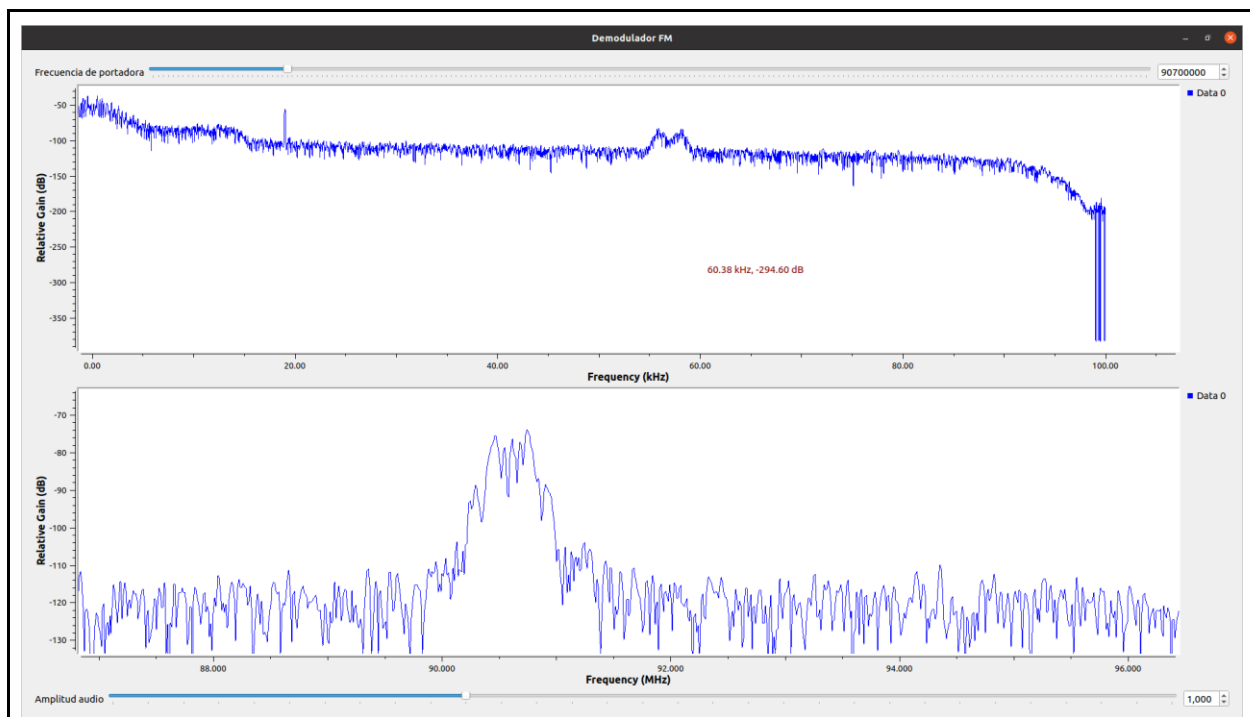 Demodulador FM
Frecuencia de portadora
90700000
Data 0
-50
-100
-150
-200
-250
-300
-350
Relative Gain (dB)
60.38 kHz, -294.60 dB
0.00 20.00 40.00 60.00 80.00 100.00
Frequency (kHz)
Data 0
-70
-80
-90
-100
-110
-120
-130
Relative Gain (dB)
88.000 90.000 92.000 94.000 96.000
Frequency (MHz)
Amplitud audio
1,000